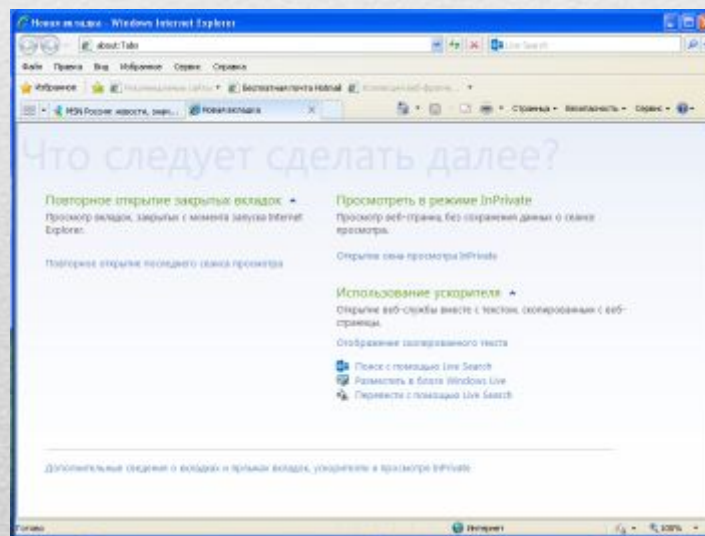 Новая вкладка - Windows Internet Explorer
about:Tabs
Live Search
Файл Правка Вид Избранное Сервис Справка
Избранное Бесплатная почта Hotmail
MSN Россия: новости, знак... Новая вкладка Страница Безопасность Сервис
Что следует сделать далее?
Повторное открытие закрытых вкладок
Просмотр вкладок, закрытых с момента запуска Internet
Explorer.
Повторное открытие последнего сеанса просмотра
Просмотреть в режиме InPrivate
Просмотр веб-страниц без сохранения данных о сеансе
просмотра.
Открытие окна просмотра InPrivate
Использование ускорителя
Открытие веб-службы вместе с текстом, скопированным с веб-
страницы.
Отображение скопированного текста
Поиск с помощью Live Search
Разместить в блоге Windows Live
Перевести с помощью Live Search
Дополнительные сведения о вкладках и ярлыках вкладок, ускорителе и просмотре InPrivate
Готово Интернет 100%